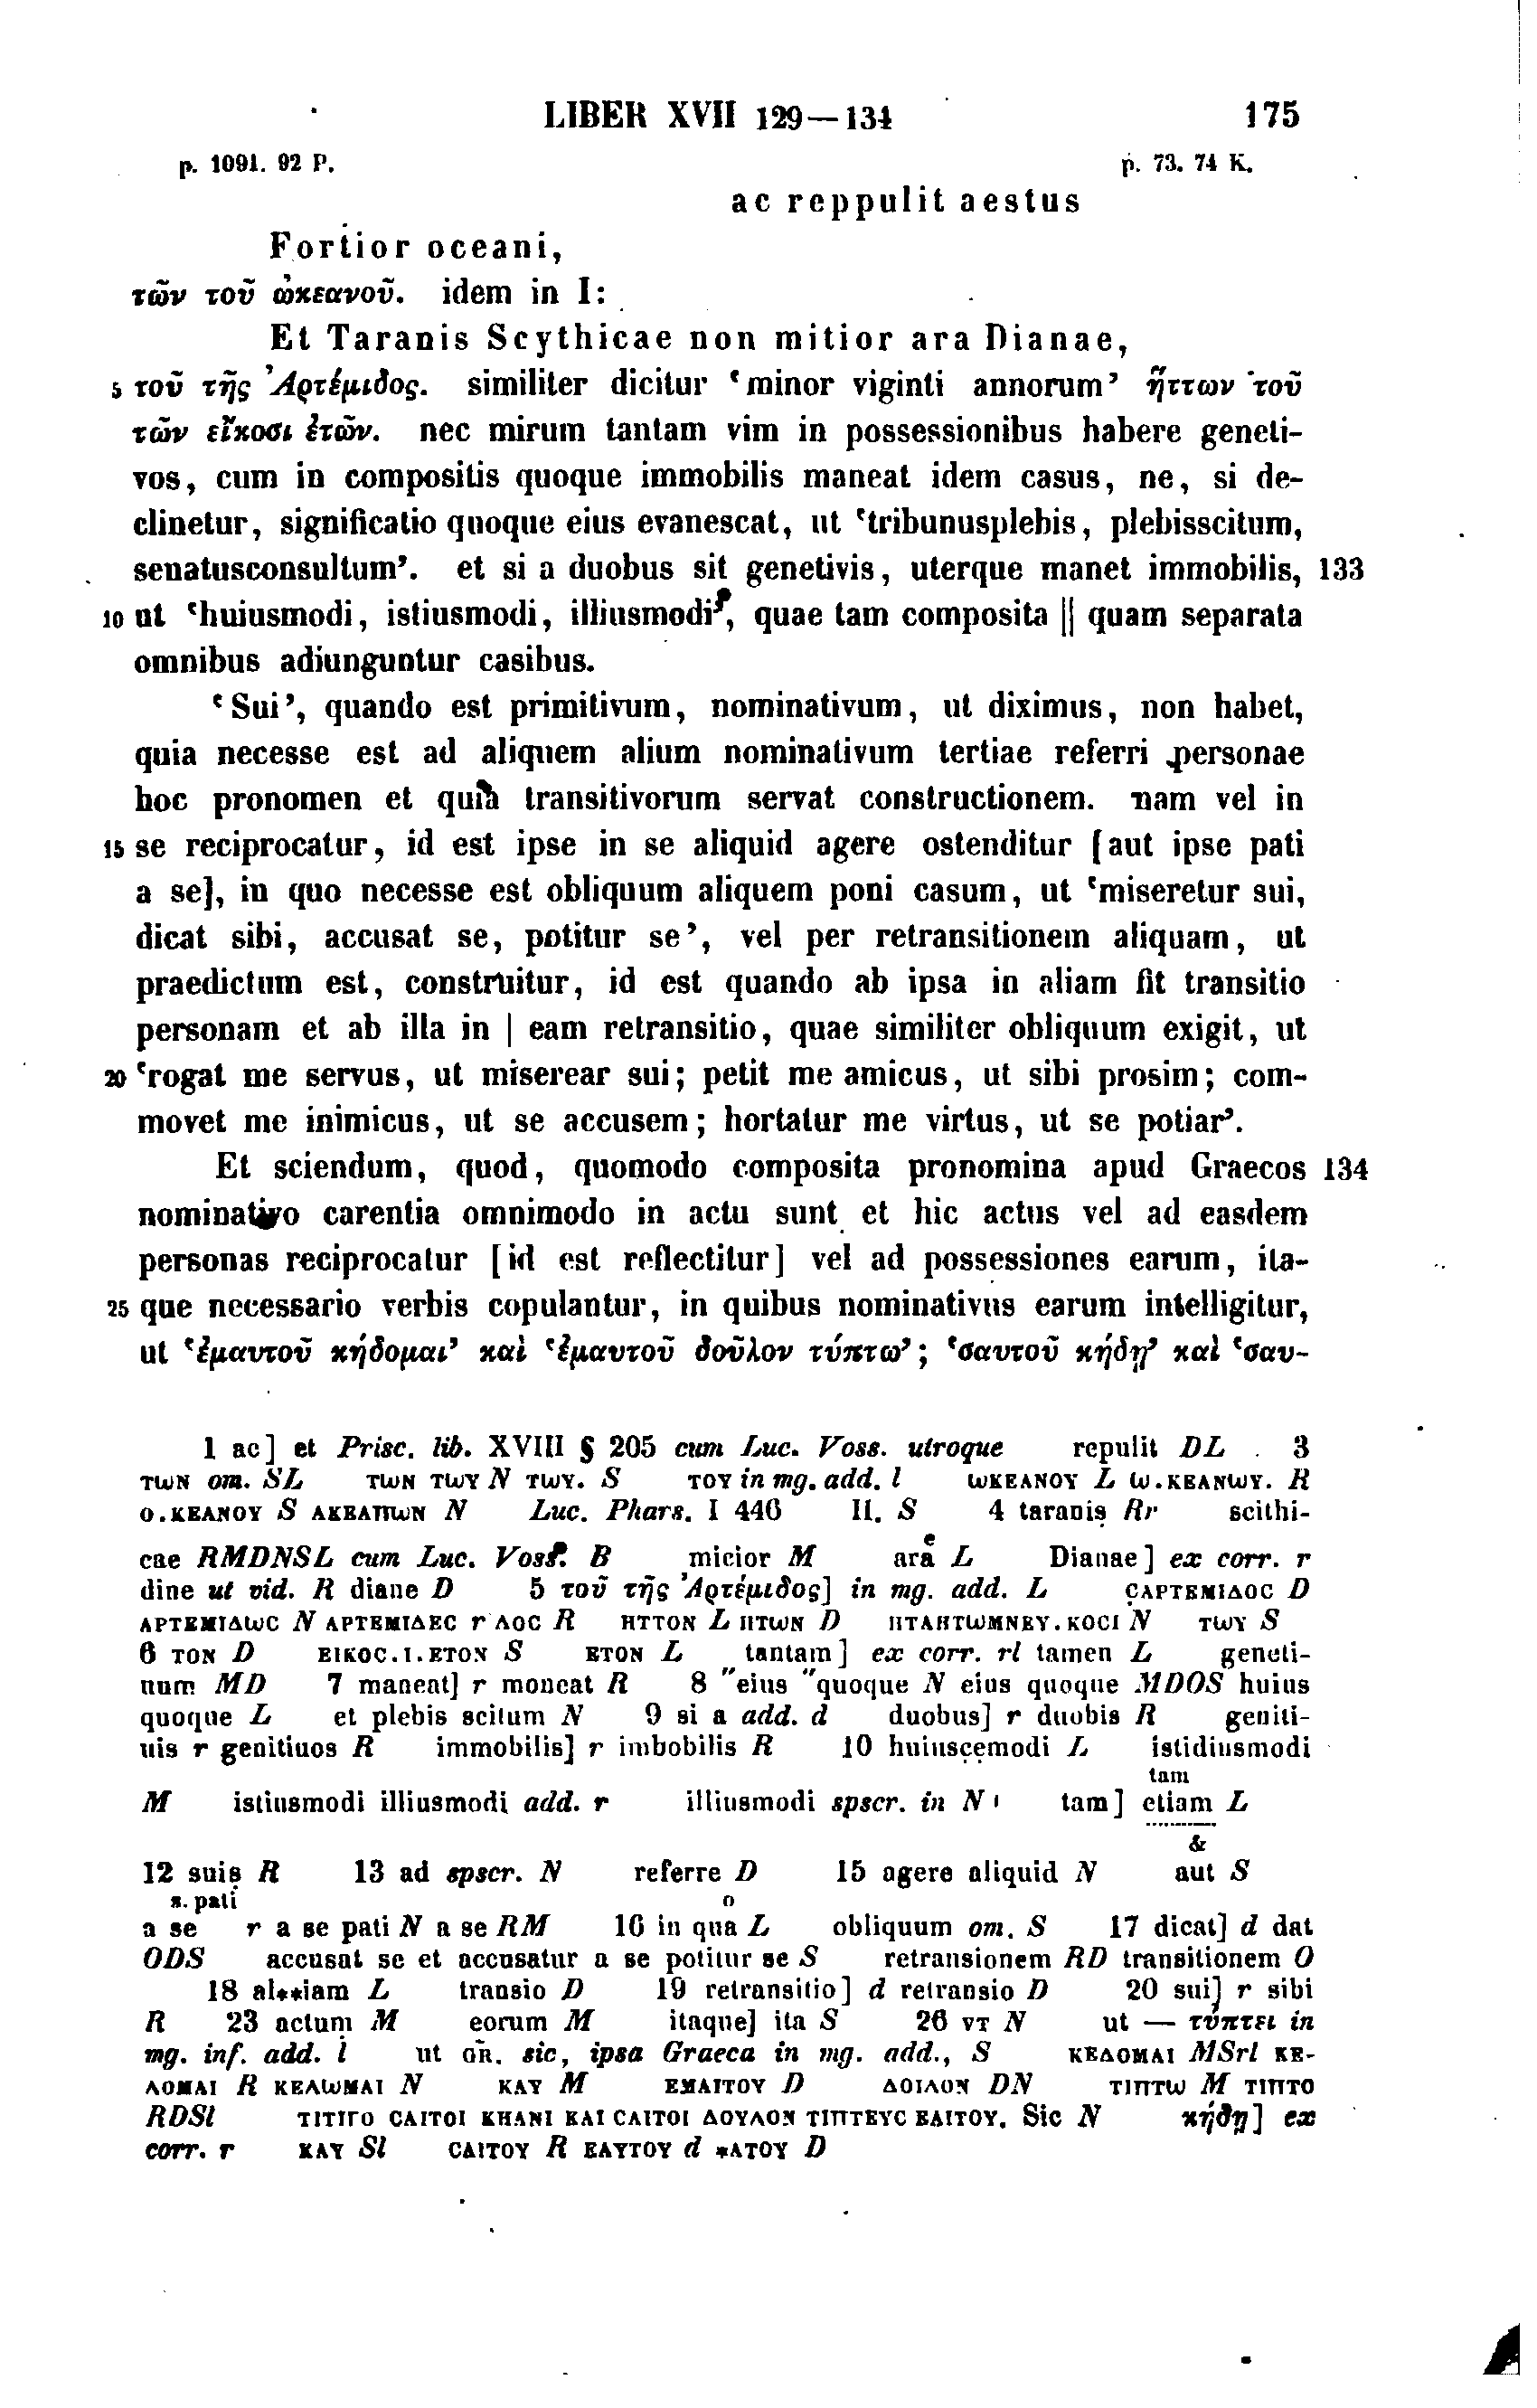 LIBER XVII 129—134 175
p. 1091. 92 P. p. 73. 74 K.
ac reppulit aestus
Fortior oceani,
τῶν τοῦ ὠκεανοῦ. idem in I:
Et Taranis Scythicae non mitior ara Dianae,
5 τοῦ τῆς Ἀρτέμιδος. similiter dicitur ‘minor viginti annorum’ ἥττων τοῦ
τῶν εἴκοσι ἐτῶν. nec mirum tantam vim in possessionibus habere geneti-
vos, cum in compositis quoque immobilis maneat idem casus, ne, si de-
clinetur, significatio quoque eius evanescat, ut ‘tribunusplebis, plebisscitum,
senatusconsultum’. et si a duobus sit genetivis, uterque manet immobilis, 133
10 ut ‘huiusmodi, istiusmodi, illiusmodi’, quae tam composita || quam separata
omnibus adiunguntur casibus.
‘Sui’, quando est primitivum, nominativum, ut diximus, non habet,
quia necesse est ad aliquem alium nominativum tertiae referri personae
hoc pronomen et quia transitivorum servat constructionem. nam vel in
15 se reciprocatur, id est ipse in se aliquid agere ostenditur [aut ipse pati
a se], in quo necesse est obliquum aliquem poni casum, ut ‘miseretur sui,
dicat sibi, accusat se, potitur se’, vel per retransitionem aliquam, ut
praedictum est, construitur, id est quando ab ipsa in aliam fit transitio
personam et ab illa in | eam retransitio, quae similiter obliquum exigit, ut
20 ‘rogat me servus, ut miserear sui; petit me amicus, ut sibi prosim; com-
movet me inimicus, ut se accusem; hortatur me virtus, ut se potiar’.
Et sciendum, quod, quomodo composita pronomina apud Graecos 134
nominativo carentia omnimodo in actu sunt et hic actus vel ad easdem
personas reciprocatur [id est reflectitur] vel ad possessiones earum, ita-
25 que necessario verbis copulantur, in quibus nominativus earum intelligitur,
ut ‘ἐμαυτοῦ κήδομαι’ καὶ ‘ἐμαυτοῦ δοῦλον τύπτω’; ‘σαυτοῦ κήδῃ’ καὶ ‘σαυ-
1 ac] et Prisc. lib. XVIII § 205 cum Luc. Voss. utroque repulit DL 3
τωΝ om. SL τωΝ τωΥ N τωΥ. S ΤΟΥ in mg. add. l ωΚΕΑΝΟΥ L ω.ΚΕΑΝωΥ. R
Ο.ΚΕΑΝΟΥ S ΑΚΕΑΠωΝ N Luc. Phars. I 446 II. S 4 taraniṣ Rr scithi-
cae RMDNSL cum Luc. Voss. B micior M ara͏ͤ L Dianae] ex corr. r
dine ut vid. R diane D 5 τοῦ τῆς Ἀρτέμιδος] in mg. add. L CΑΡΤΕΜΙΔΟC D
ΑΡΤΕΜΙΔωC N ΑΡΤΕΜΙΔΕC r ΛΟC R ΗΤΤΟΝ L ΗΤωΝ D ΗΤΑΗΤωΜΝΕΥ.ΚΟCΙ N ΤωΥ S
6 ΤΟΝ D ΕΙΚΟC.Ι.ΕΤΟΝ S ΕΤΟΝ L tantam] ex corr. rl tamen L geneti-
uum MD 7 maneat] r moneat R 8 ″eius ″quoque N eius quoque MDOS huius
quoque L et plebis scitum N 9 si a add. d duobus] r duobis R geniti-
uis r genitiuos R immobilis] r imbobilis R 10 huiusc̣ẹmodi L istidiusmodi
tam
M istiusmodi illiusmodi add. r illiusmodi spscr. in N tam] etiam L
&
12 suiṣ R 13 ad spscr. N referre D 15 agere aliquid N aut S
s. pati o
a se r a se pati N a se RM 16 in qua L obliquum om. S 17 dicat] d dat
ODS accusat se et accusatur a se potitur se S retransionem RD transitionem O
18 al**iam L transio D 19 retransitio] d retransio D 20 sui] r sibi
R 23 actum M eorum M itaque] ita S 26 ΥΤ N ut — τύπτει in
mg. inf. add. l ut sic, ipsa Graeca in mg. add., S ΚΕΔΟΜΑΙ MSrl ΚΕ-
ΛΟΜΑΙ R ΚΕΛωΜΑΙ N ΚΑΥ M ΕΜΑΙΤΟΥ D ΔΟΙΛΟΝ DN ΤΙΠΤω M ΤΙΠΤΟ
RDSl ΤΙΤΙΓΟ CΑΙΤΟΙ ΚΗΑΝΙ ΚΑΙ CΑΙΤΟΙ ΔΟΥΛΟΝ ΤΙΠΤΕΥC ΕΑΙΤΟΥ. Sic N κήδῃ] ex
corr. r ΚΑΥ Sl CΑΙΤΟΥ R ΕΑΥΤΟΥ d *ΑΤΟΥ D